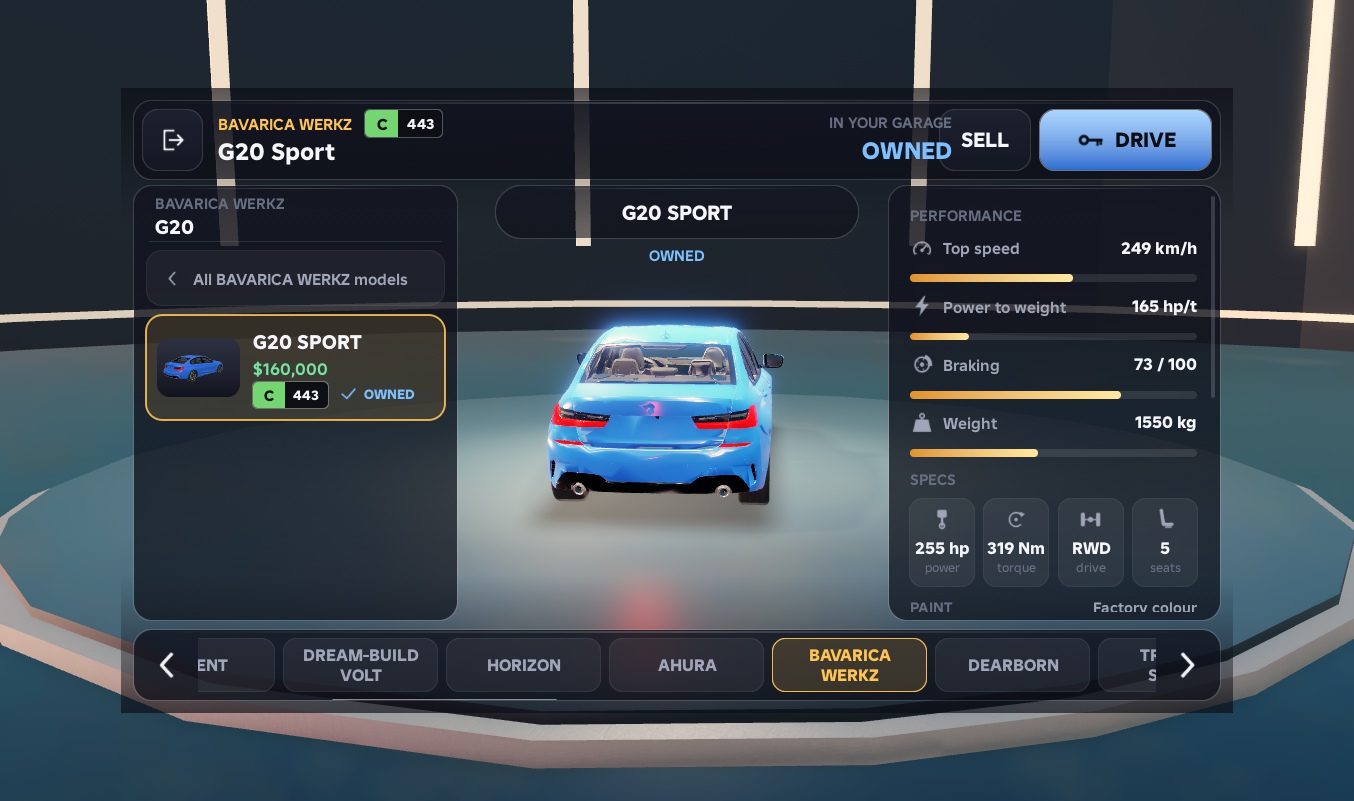 BAVARICA WERKZ C 443
G20 Sport
IN YOUR GARAGE
OWNED
SELL
DRIVE
BAVARICA WERKZ
G20
All BAVARICA WERKZ models
G20 SPORT
$160,000
C 443 OWNED
G20 SPORT
OWNED
PERFORMANCE
Top speed 249 km/h
Power to weight 165 hp/t
Braking 73 / 100
Weight 1550 kg
SPECS
255 hp
power
319 Nm
torque
RWD
drive
5
seats
PAINT Factory colour
ENT
DREAM-BUILD
VOLT
HORIZON
AHURA
BAVARICA
WERKZ
DEARBORN
TR
S